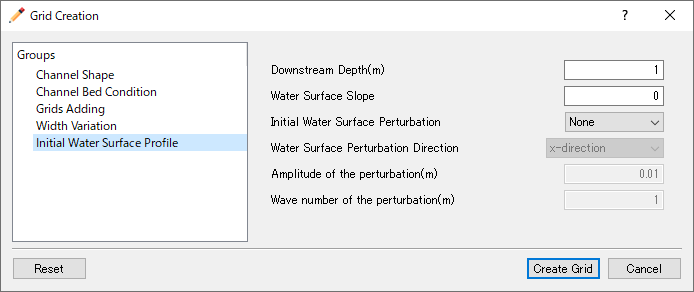 Grid Creation
Groups
Channel Shape
Channel Bed Condition
Grids Adding
Width Variation
Initial Water Surface Profile
Downstream Depth(m) 1
Water Surface Slope 0
Initial Water Surface Perturbation None
Water Surface Perturbation Direction x-direction
Amplitude of the perturbation(m) 0.01
Wave number of the perturbation(m) 1
Reset Create Grid Cancel